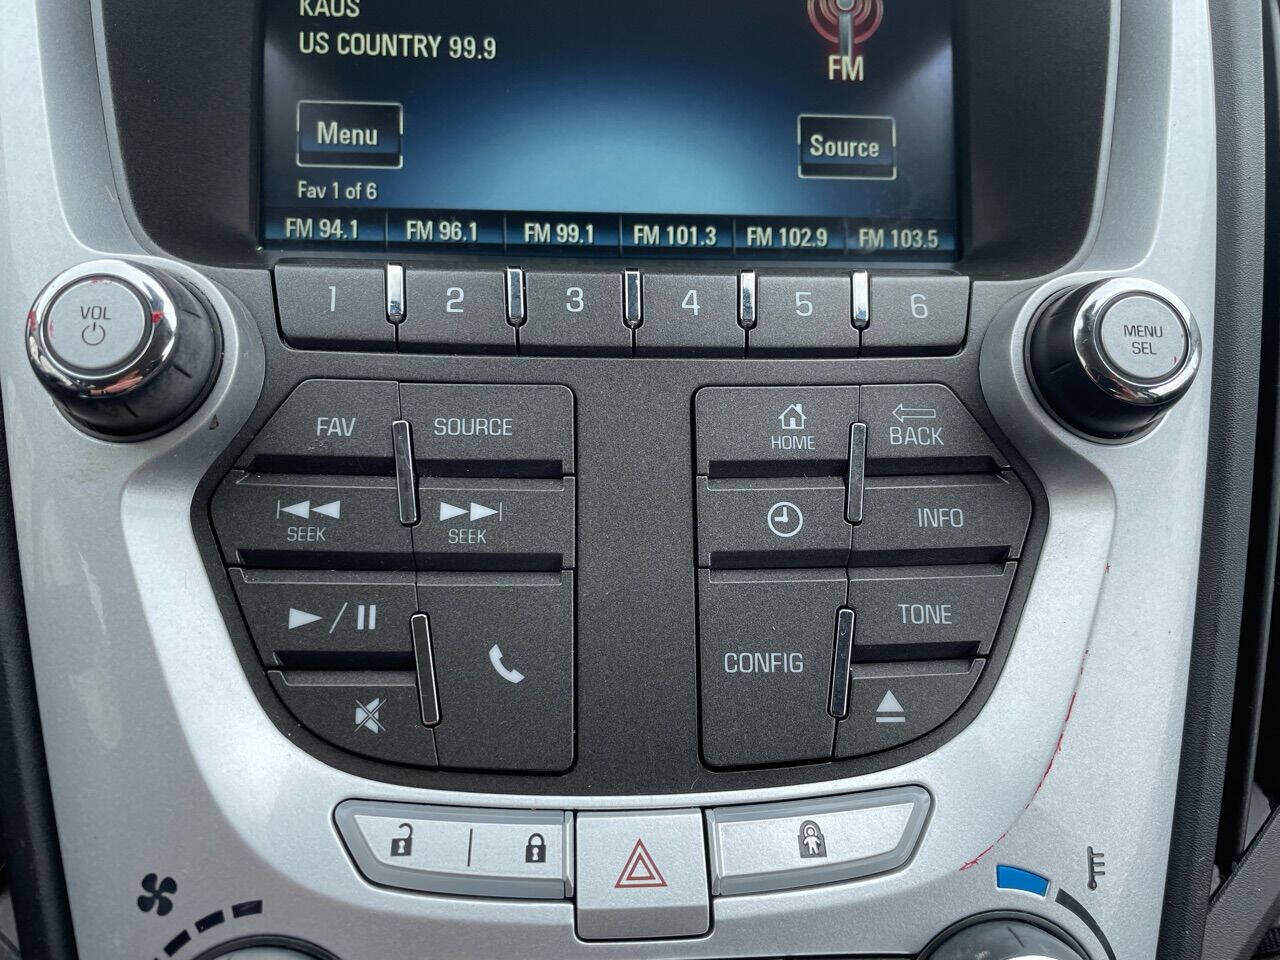 KAUS
US COUNTRY 99.9
FM
Menu
Source
Fav 1 of 6
FM 94.1 FM 96.1 FM 99.1 FM 101.3 FM 102.9 FM 103.5
1 2 3 4 5 6
VOL
MENU
SEL
FAV SOURCE
HOME BACK
SEEK SEEK
INFO
TONE
CONFIG